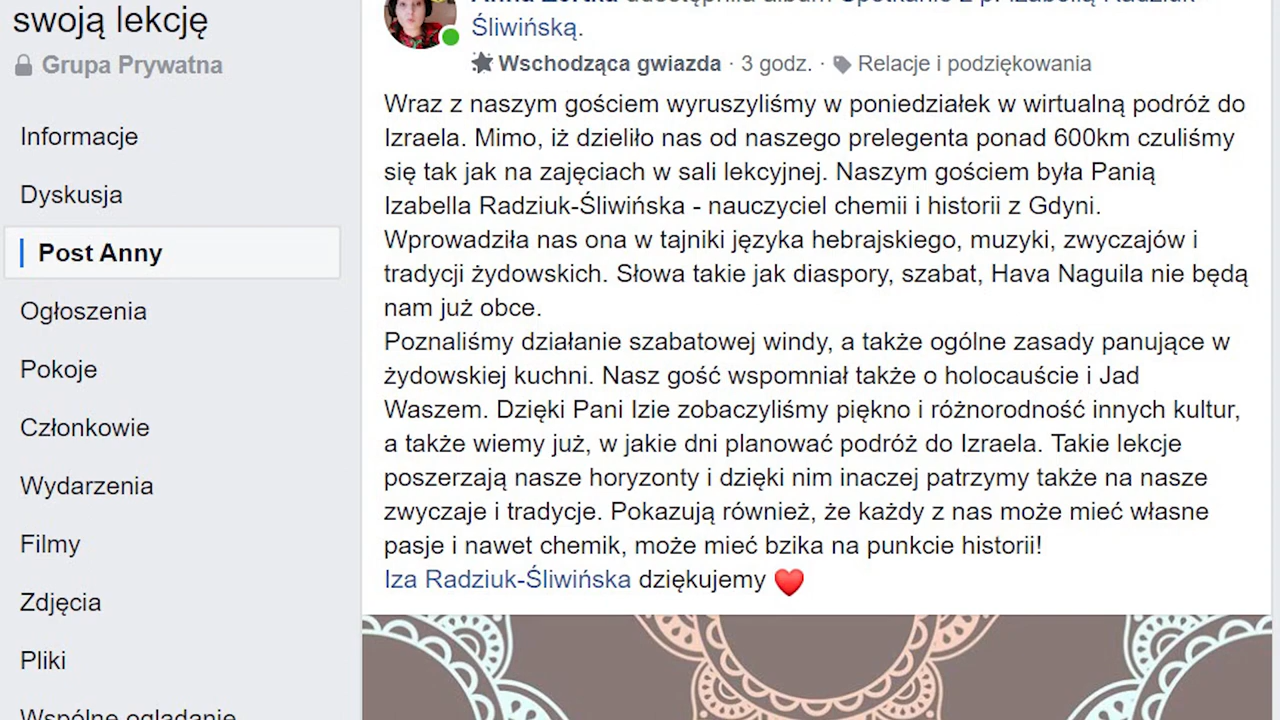 swoją lekcję
Grupa Prywatna
Informacje
Dyskusja
Post Anny
Ogłoszenia
Pokoje
Członkowie
Wydarzenia
Filmy
Zdjęcia
Pliki
Wspólne oglądanie
Śliwińską.
Wschodząca gwiazda · 3 godz. · Relacje i podziękowania
Wraz z naszym gościem wyruszyliśmy w poniedziałek w wirtualną podróż do
Izraela. Mimo, iż dzieliło nas od naszego prelegenta ponad 600km czuliśmy
się tak jak na zajęciach w sali lekcyjnej. Naszym gościem była Panią
Izabella Radziuk-Śliwińska - nauczyciel chemii i historii z Gdyni.
Wprowadziła nas ona w tajniki języka hebrajskiego, muzyki, zwyczajów i
tradycji żydowskich. Słowa takie jak diaspory, szabat, Hava Naguila nie będą
nam już obce.
Poznaliśmy działanie szabatowej windy, a także ogólne zasady panujące w
żydowskiej kuchni. Nasz gość wspomniał także o holocauście i Jad
Waszem. Dzięki Pani Izie zobaczyliśmy piękno i różnorodność innych kultur,
a także wiemy już, w jakie dni planować podróż do Izraela. Takie lekcje
poszerzają nasze horyzonty i dzięki nim inaczej patrzymy także na nasze
zwyczaje i tradycje. Pokazują również, że każdy z nas może mieć własne
pasje i nawet chemik, może mieć bzika na punkcie historii!
Iza Radziuk-Śliwińska dziękujemy ❤️